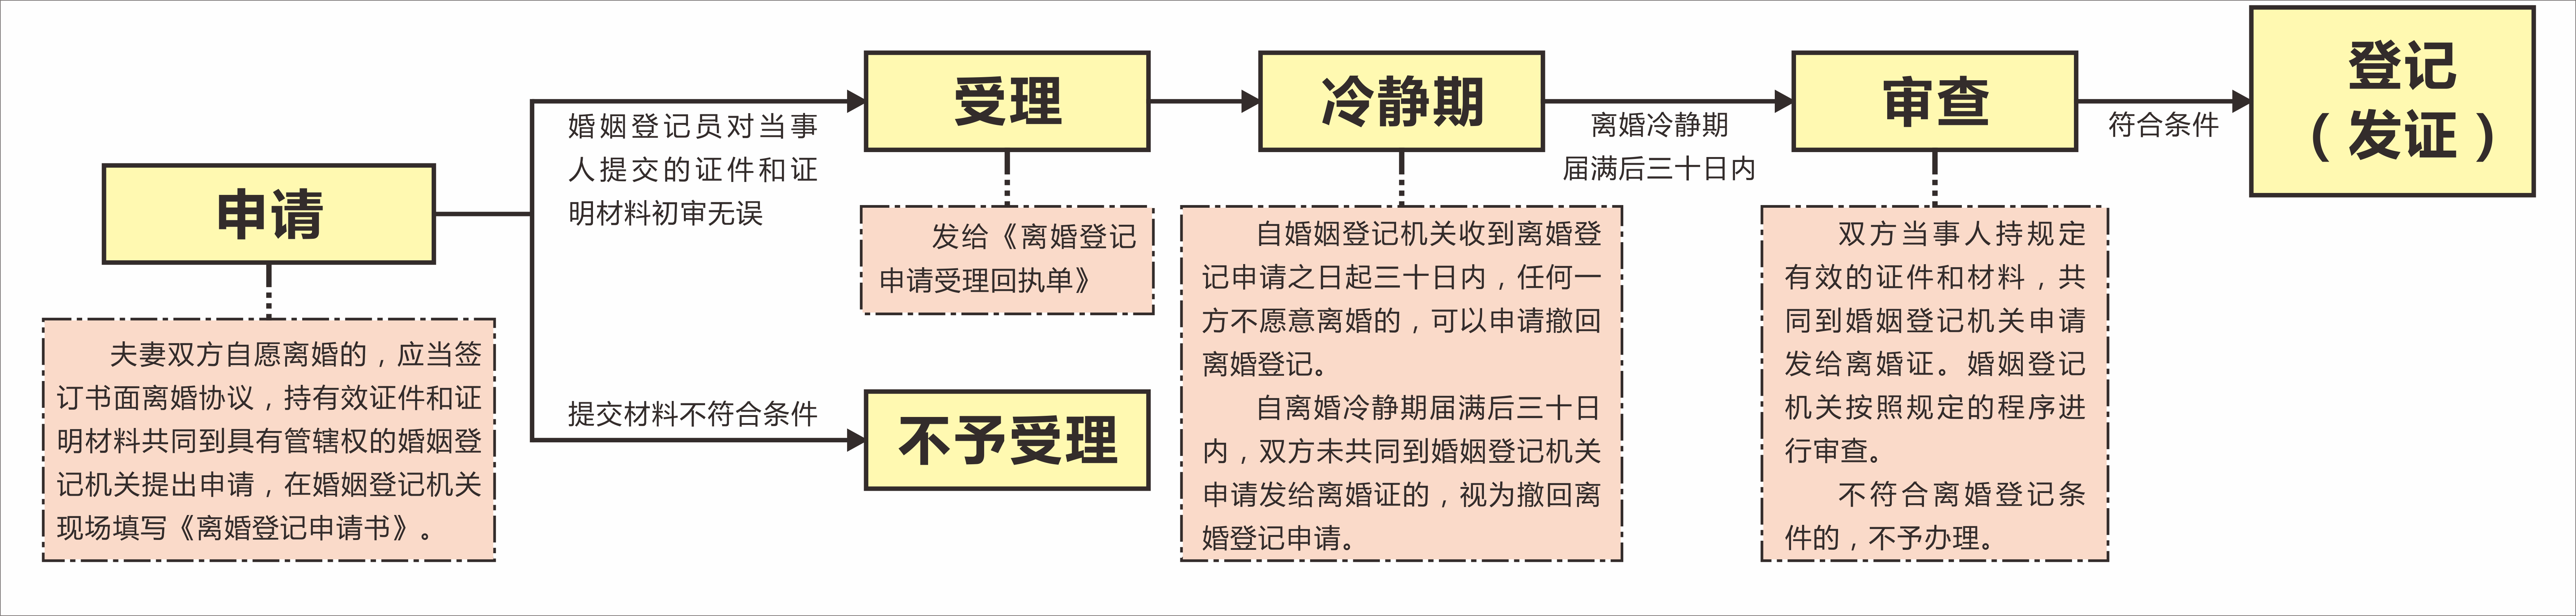 申请
夫妻双方自愿离婚的，应当签
订书面离婚协议，持有效证件和证
明材料共同到具有管辖权的婚姻登
记机关提出申请，在婚姻登记机关
现场填写《离婚登记申请书》。
婚姻登记员对当事
人提交的证件和证
明材料初审无误
提交材料不符合条件
受理
发给《离婚登记
申请受理回执单》
不予受理
冷静期
自婚姻登记机关收到离婚登
记申请之日起三十日内，任何一
方不愿意离婚的，可以申请撤回
离婚登记。
自离婚冷静期届满后三十日
内，双方未共同到婚姻登记机关
申请发给离婚证的，视为撤回离
婚登记申请。
离婚冷静期
届满后三十日内
审查
双方当事人持规定
有效的证件和材料，共
同到婚姻登记机关申请
发给离婚证。婚姻登记
机关按照规定的程序进
行审查。
不符合离婚登记条
件的，不予办理。
符合条件
登记
（发证）